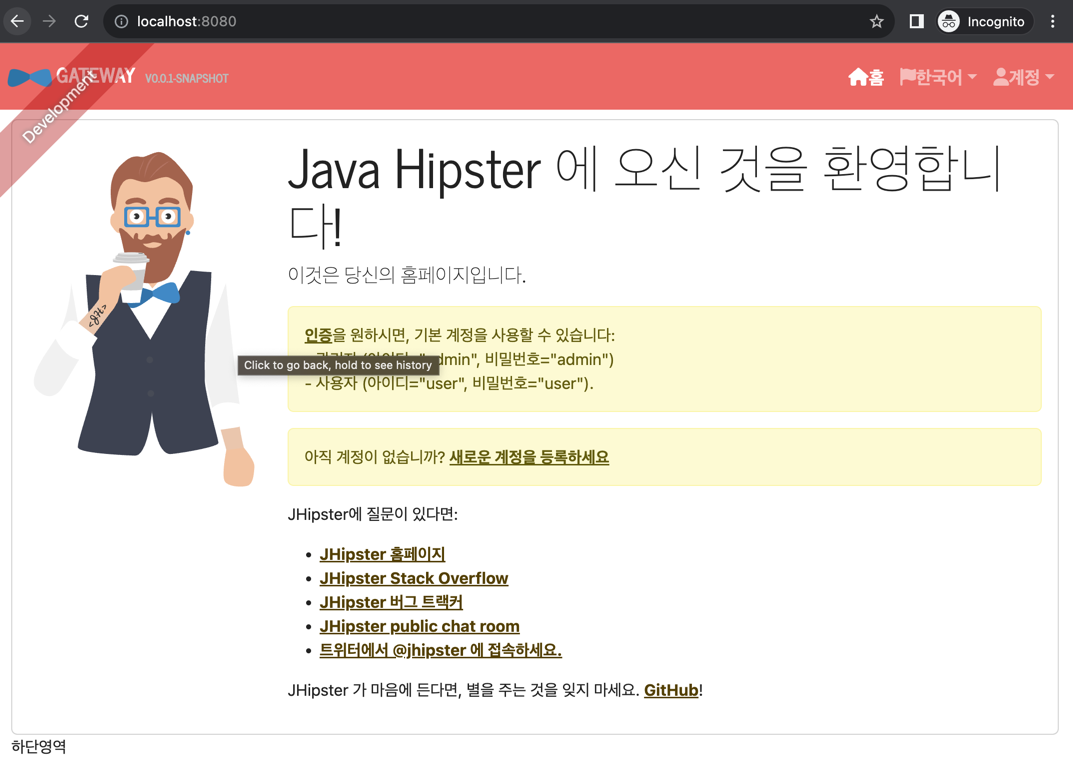 localhost:8080
Incognito
GATEWAY V0.0.1-SNAPSHOT
홈
한국어
계정
Development
Java Hipster 에 오신 것을 환영합니
다!
이것은 당신의 홈페이지입니다.
인증을 원하시면, 기본 계정을 사용할 수 있습니다:
Click to go back, hold to see history
dmin", 비밀번호="admin")
- 사용자 (아이디="user", 비밀번호="user").
아직 계정이 없습니까? 새로운 계정을 등록하세요
<JH>
JHipster에 질문이 있다면:
• JHipster 홈페이지
• JHipster Stack Overflow
• JHipster 버그 트랙커
• JHipster public chat room
• 트위터에서 @jhipster 에 접속하세요.
JHipster 가 마음에 든다면, 별을 주는 것을 잊지 마세요. GitHub!
하단영역